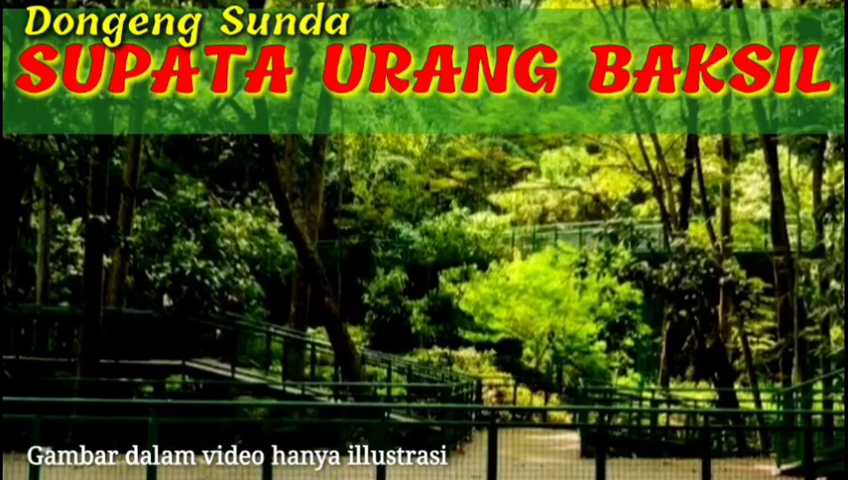 Dongeng Sunda
SUPATA URANG BAKSIL
Gambar dalam video hanya illustrasi